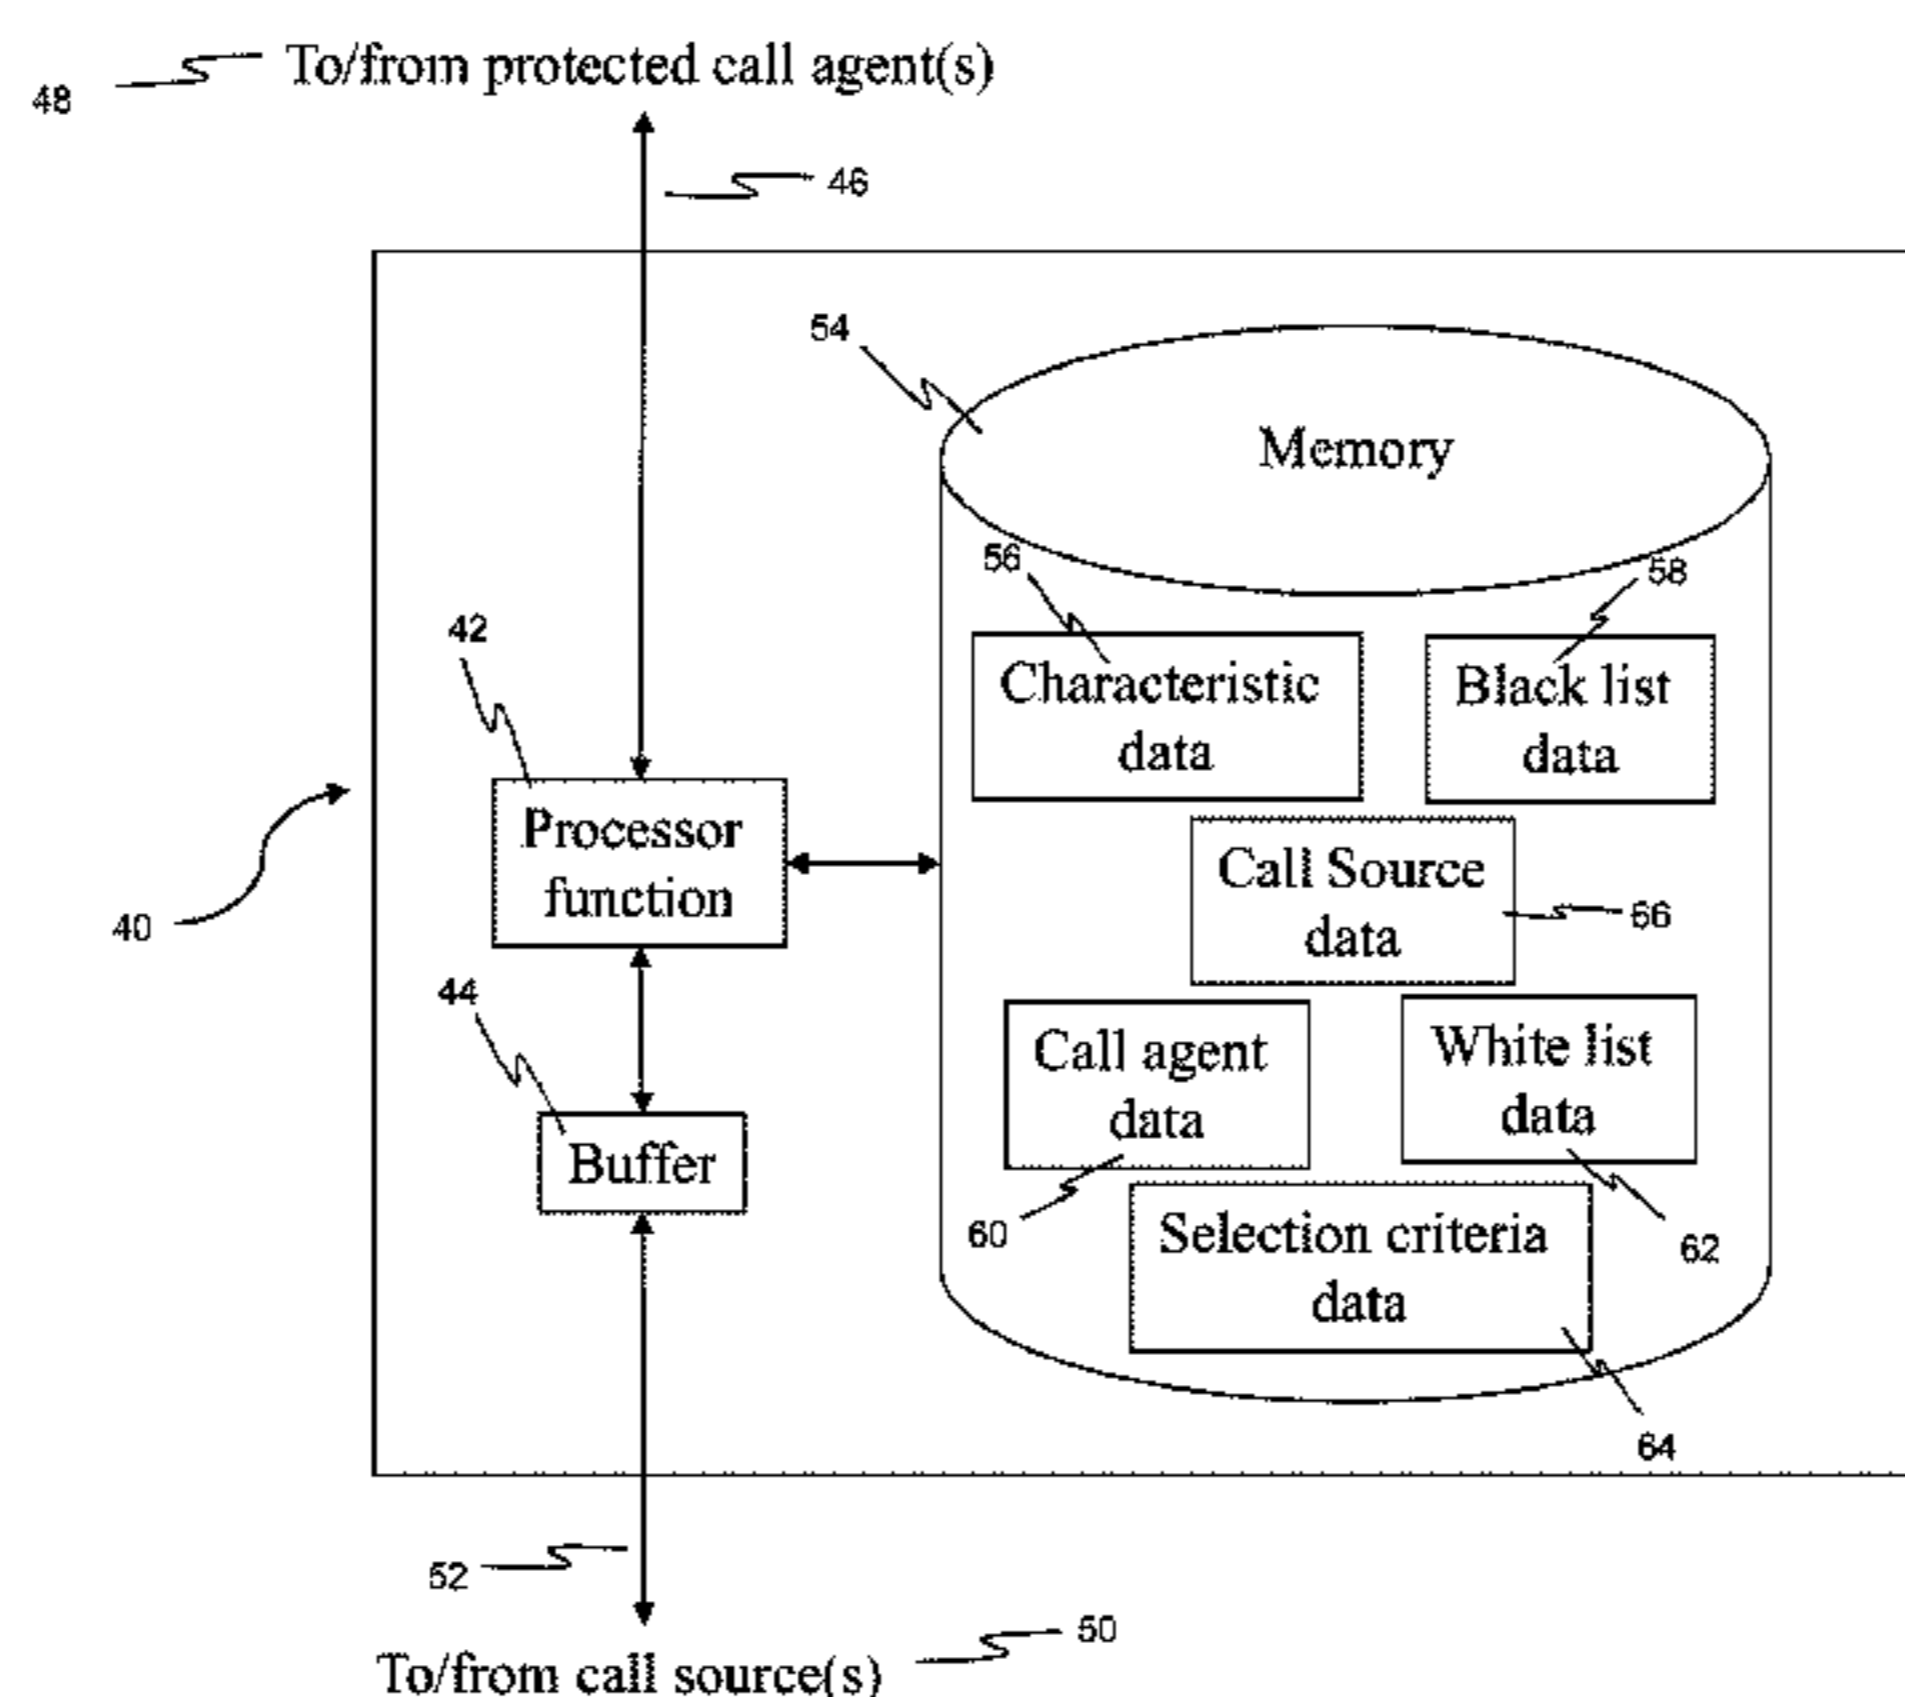 48 To/from protected call agent(s)
46
54
Memory
56
58
42
Characteristic
data
Black list
data
Processor
function
Call Source
data
66
40
44
Call agent
data
White list
data
Buffer
60
62
Selection criteria
data
64
52
50
To/from call source(s)